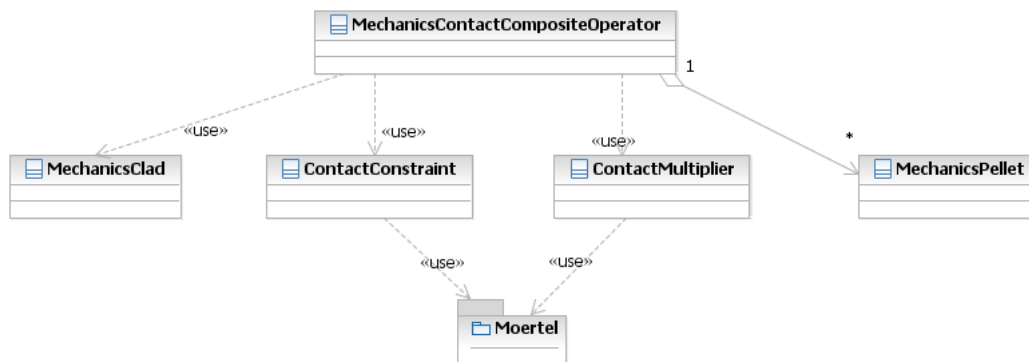 MechanicsContactCompositeOperator
1
«use»
«use»
«use»
*
MechanicsClad
ContactConstraint
ContactMultiplier
MechanicsPellet
«use»
«use»
Moertel